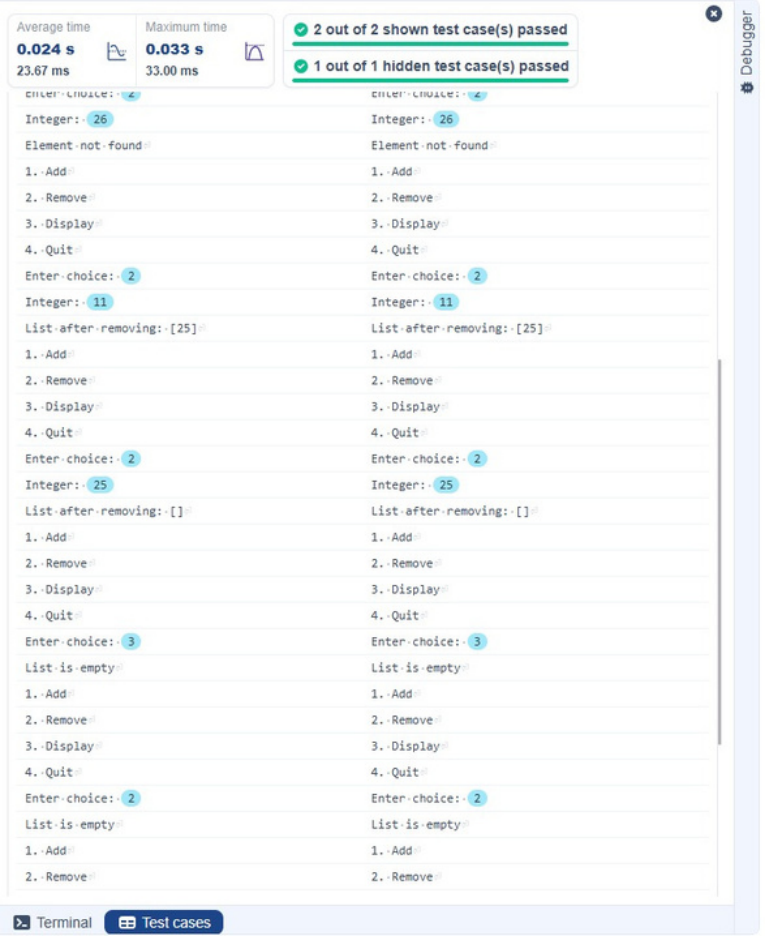 Average time
Maximum time
0.024 s
0.033 s
23.67 ms
33.00 ms
2 out of 2 shown test case(s) passed
1 out of 1 hidden test case(s) passed
Debugger
Enter choice: 2 Enter choice: 2
Integer: 26 Integer: 26
Element not found Element not found
1. Add 1. Add
2. Remove 2. Remove
3. Display 3. Display
4. Quit 4. Quit
Enter choice: 2 Enter choice: 2
Integer: 11 Integer: 11
List after removing: [25] List after removing: [25]
1. Add 1. Add
2. Remove 2. Remove
3. Display 3. Display
4. Quit 4. Quit
Enter choice: 2 Enter choice: 2
Integer: 25 Integer: 25
List after removing: [] List after removing: []
1. Add 1. Add
2. Remove 2. Remove
3. Display 3. Display
4. Quit 4. Quit
Enter choice: 3 Enter choice: 3
List is empty List is empty
1. Add 1. Add
2. Remove 2. Remove
3. Display 3. Display
4. Quit 4. Quit
Enter choice: 2 Enter choice: 2
List is empty List is empty
1. Add 1. Add
2. Remove 2. Remove
Terminal Test cases